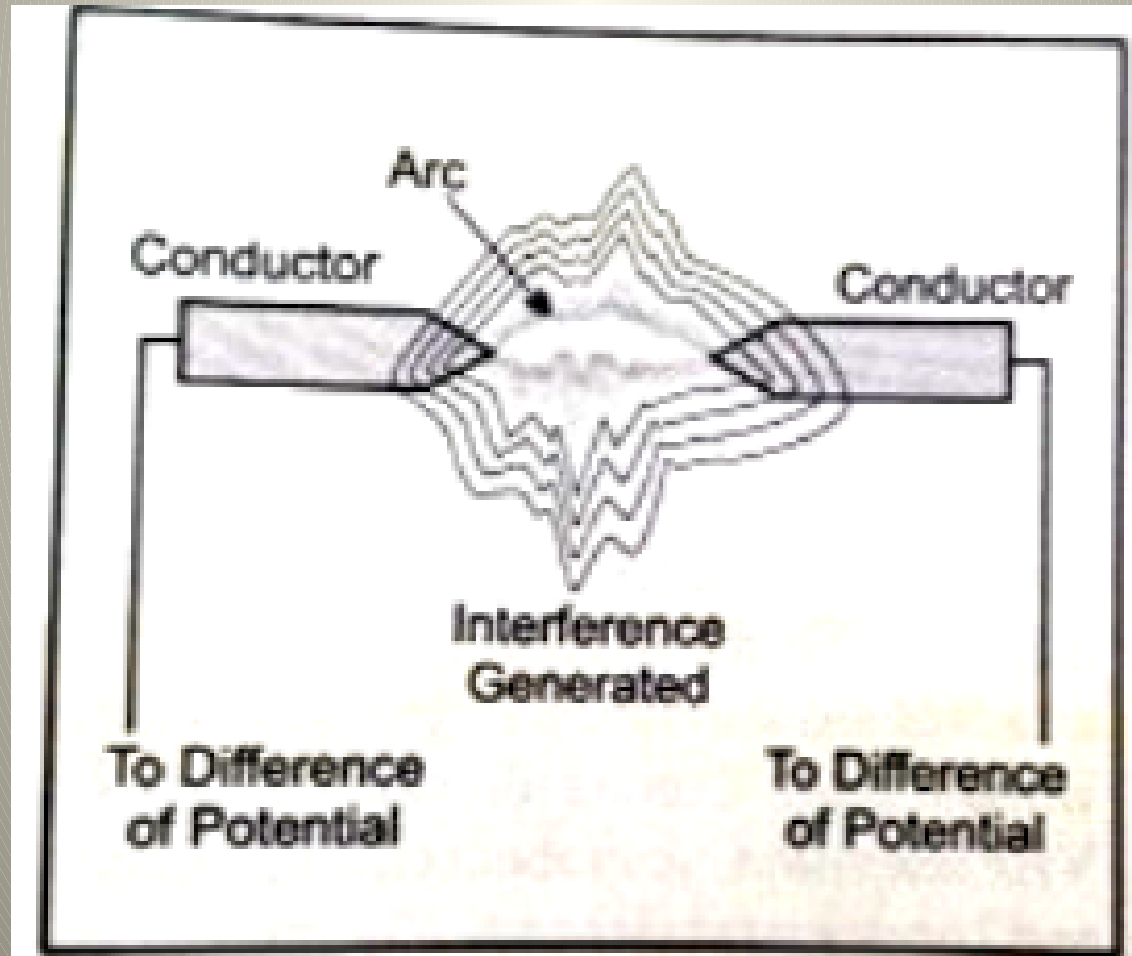 Arc
Conductor
Conductor
Interference
Generated
To Difference
of Potential
To Difference
of Potential